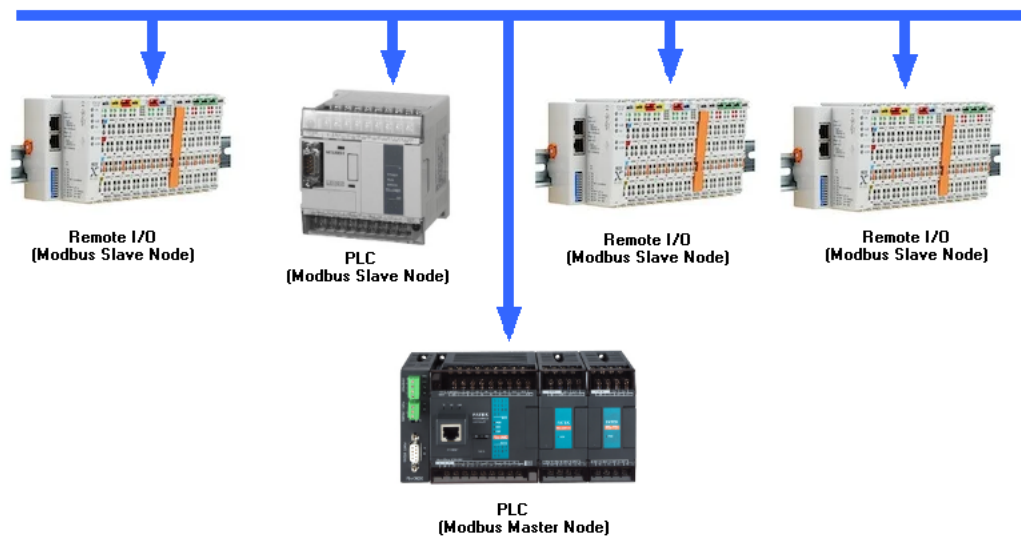 Remote I/O
(Modbus Slave Node)
PLC
(Modbus Slave Node)
Remote I/O
(Modbus Slave Node)
Remote I/O
(Modbus Slave Node)
PLC
(Modbus Master Node)